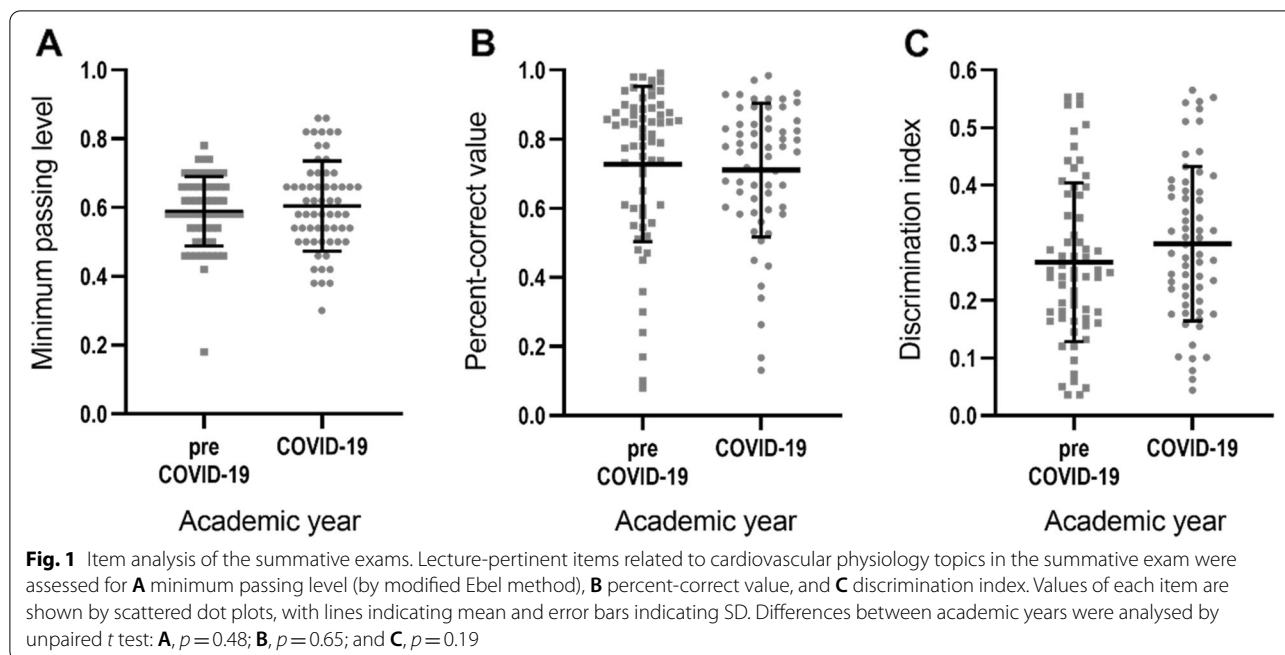 A
B
C
Minimum passing level
1.0
0.8
0.6
0.4
0.2
0.0
pre
COVID-19
COVID-19
Academic year
Percent-correct value
1.0
0.8
0.6
0.4
0.2
0.0
pre
COVID-19
COVID-19
Academic year
Discrimination index
0.6
0.5
0.4
0.3
0.2
0.1
0.0
pre
COVID-19
COVID-19
Academic year
Fig. 1 Item analysis of the summative exams. Lecture-pertinent items related to cardiovascular physiology topics in the summative exam were
assessed for A minimum passing level (by modified Ebel method), B percent-correct value, and C discrimination index. Values of each item are
shown by scattered dot plots, with lines indicating mean and error bars indicating SD. Differences between academic years were analysed by
unpaired t test: A, p = 0.48; B, p = 0.65; and C, p = 0.19